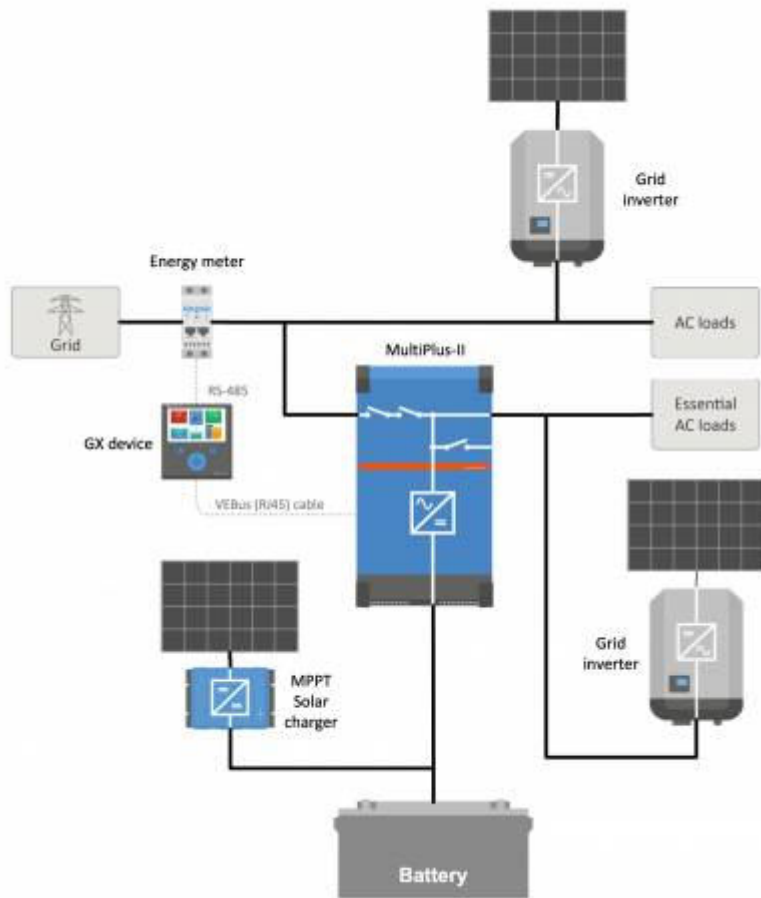 Grid
inverter
Energy meter
Grid
AC loads
MultiPlus-II
RS-485
Essential
AC loads
GX device
VEBus (RJ45) cable
Grid
inverter
MPPT
Solar
charger
Battery